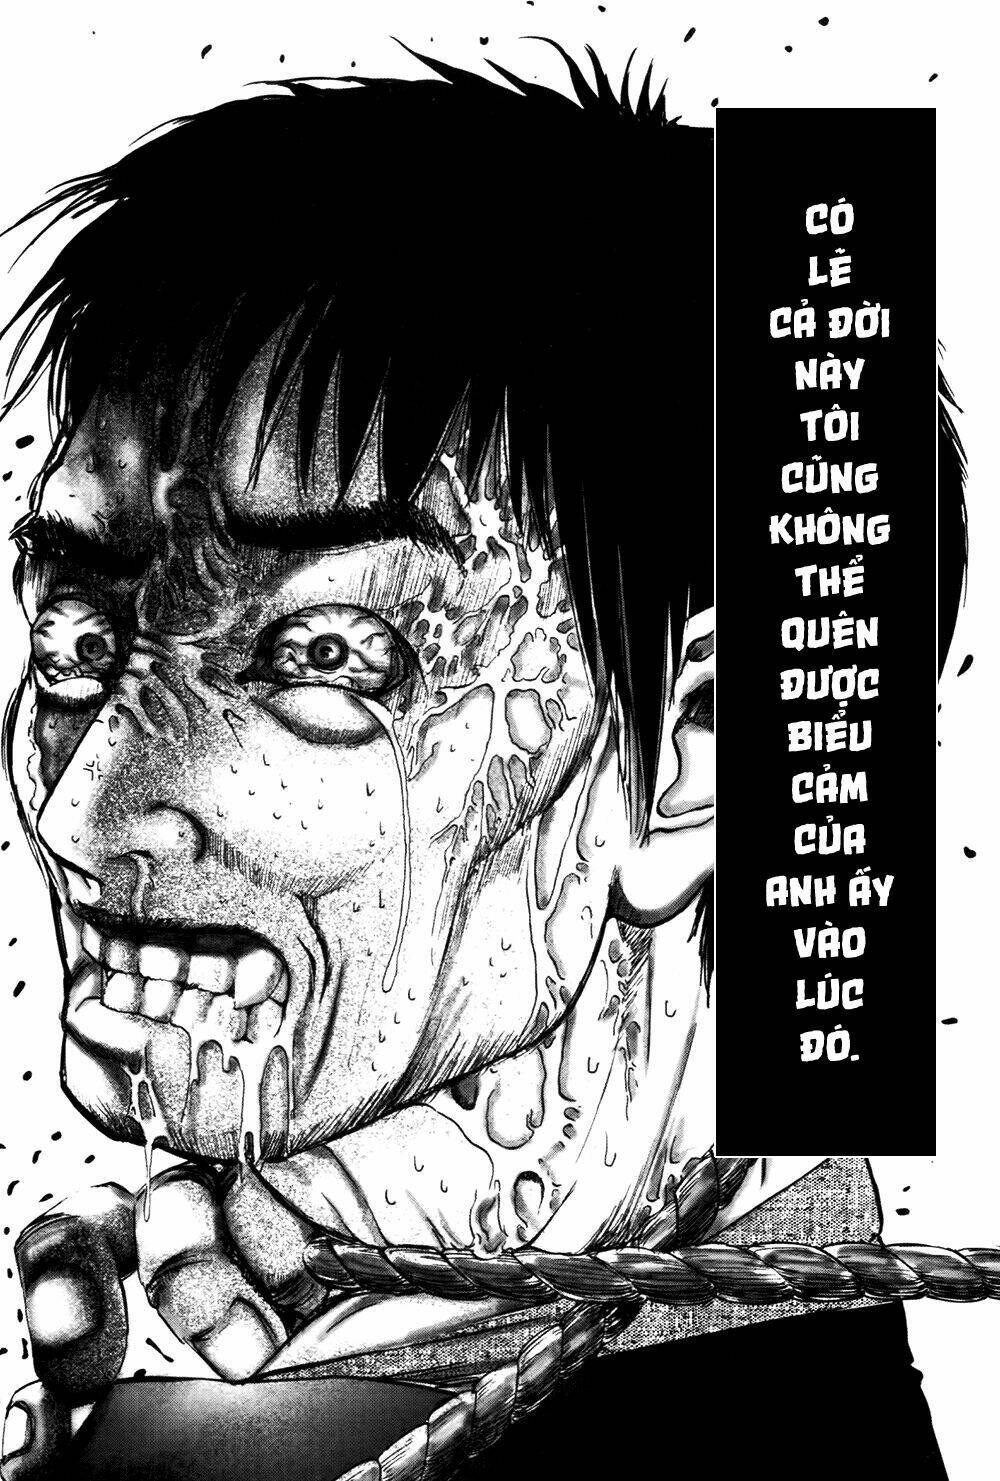 CÓ
LẼ
CẢ ĐỜI
NÀY
TÔI
CŨNG
KHÔNG
THỂ
QUÊN
ĐƯỢC
BIỂU
CẢM
CỦA
ANH ẤY
VÀO
LÚC
ĐÓ.